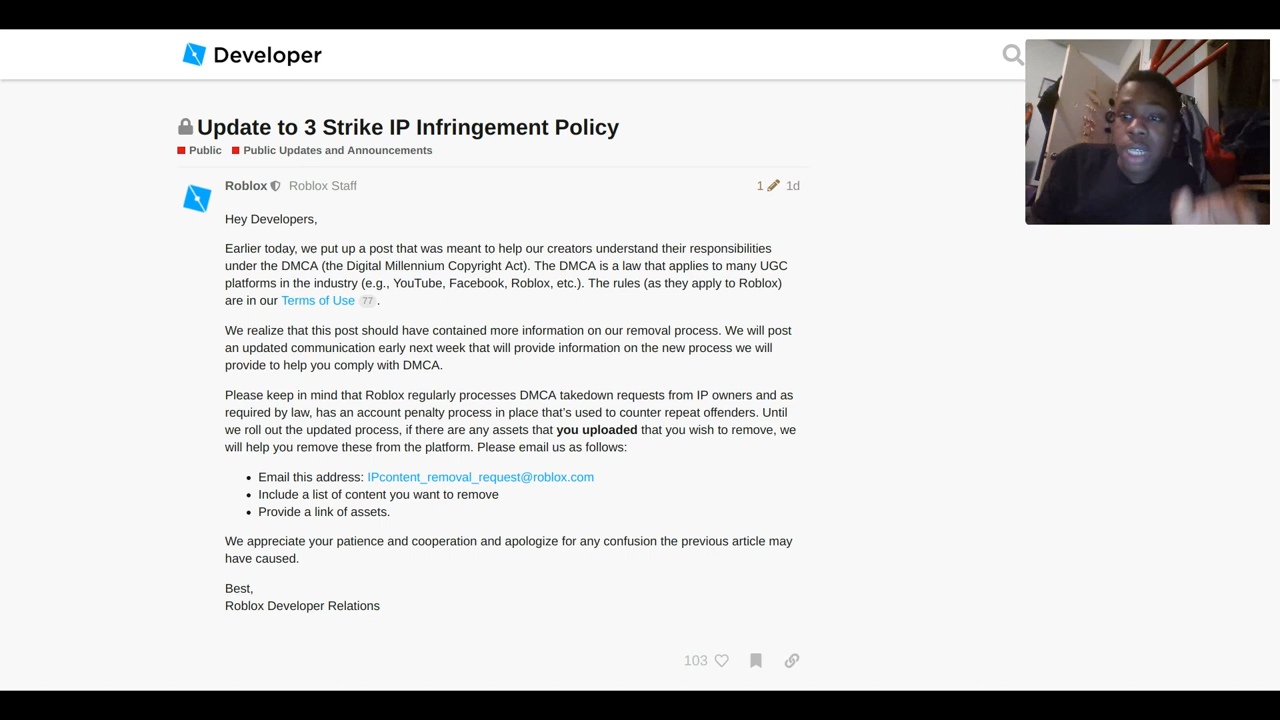 Developer
Update to 3 Strike IP Infringement Policy
Public Public Updates and Announcements
Roblox Roblox Staff 1 1d
Hey Developers,
Earlier today, we put up a post that was meant to help our creators understand their responsibilities
under the DMCA (the Digital Millennium Copyright Act). The DMCA is a law that applies to many UGC
platforms in the industry (e.g., YouTube, Facebook, Roblox, etc.). The rules (as they apply to Roblox)
are in our Terms of Use 77.
We realize that this post should have contained more information on our removal process. We will post
an updated communication early next week that will provide information on the new process we will
provide to help you comply with DMCA.
Please keep in mind that Roblox regularly processes DMCA takedown requests from IP owners and as
required by law, has an account penalty process in place that’s used to counter repeat offenders. Until
we roll out the updated process, if there are any assets that you uploaded that you wish to remove, we
will help you remove these from the platform. Please email us as follows:
• Email this address: IPcontent_removal_request@roblox.com
• Include a list of content you want to remove
• Provide a link of assets.
We appreciate your patience and cooperation and apologize for any confusion the previous article may
have caused.
Best,
Roblox Developer Relations
103